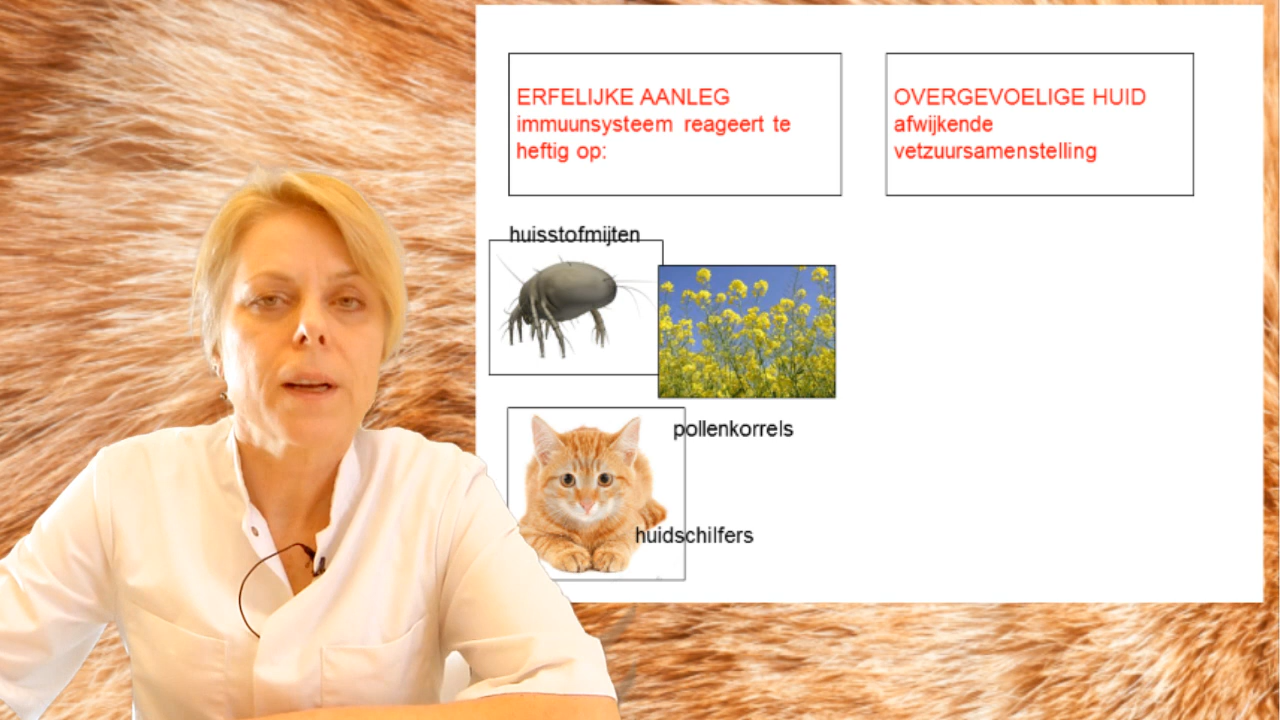 ERFELIJKE AANLEG
immuunsysteem reageert te
heftig op:
OVERGEVOELIGE HUID
afwijkende
vetzuursamenstelling
huisstofmijten
pollenkorrels
huidschilfers